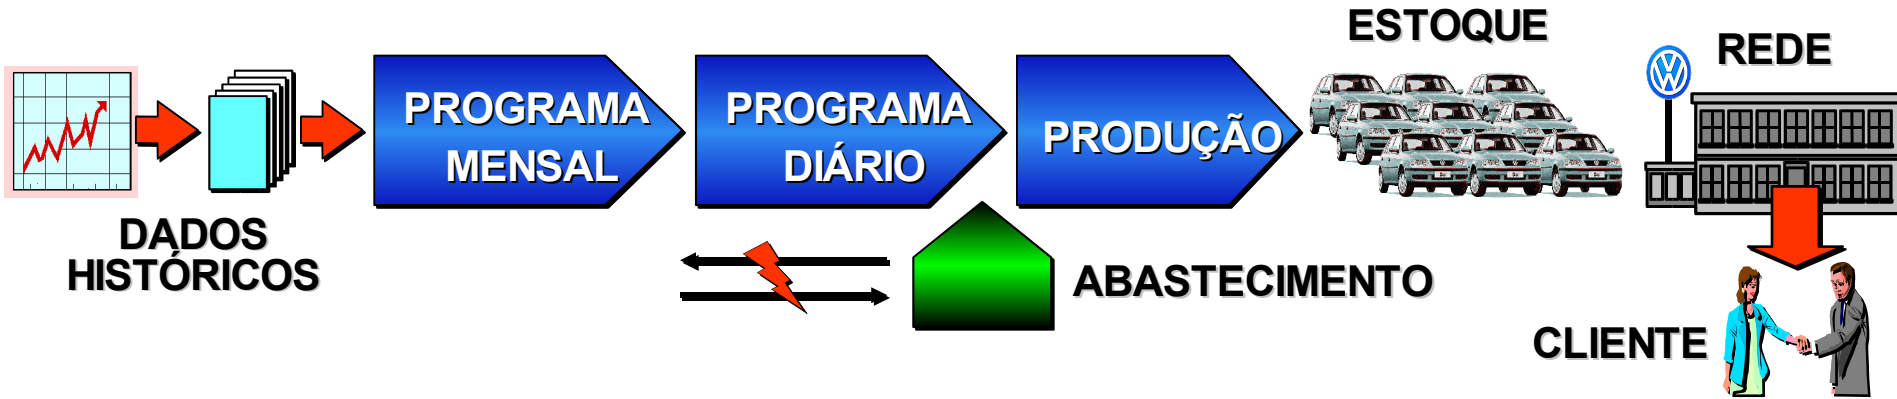 DADOS
HISTÓRICOS
PROGRAMA
MENSAL
PROGRAMA
DIÁRIO
PRODUÇÃO
ESTOQUE
REDE
ABASTECIMENTO
CLIENTE